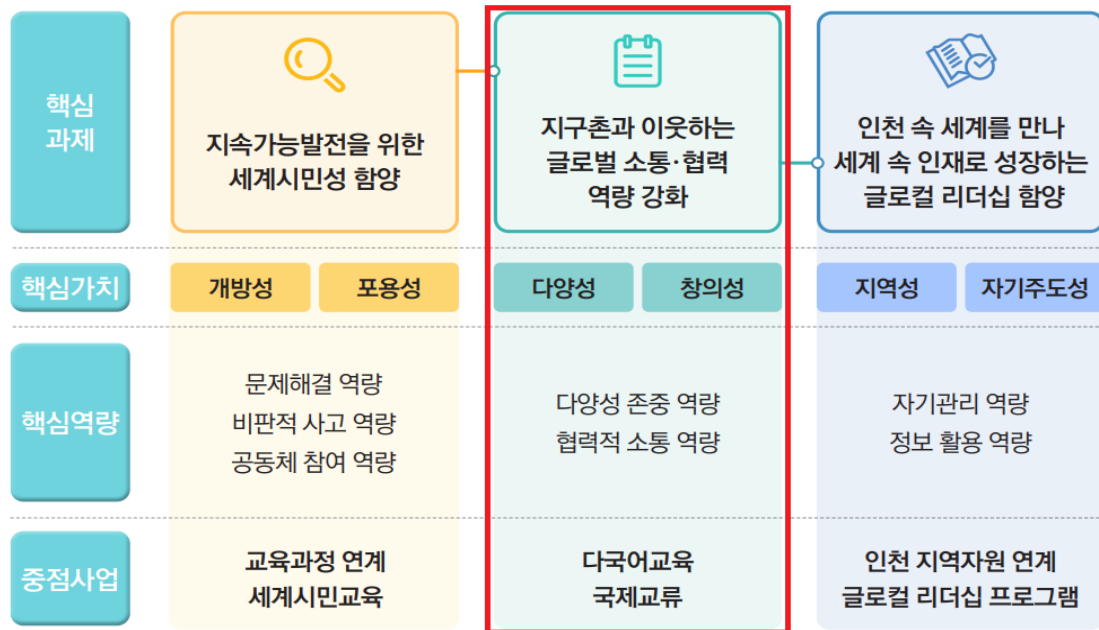 핵심
과제
지속가능발전을 위한
세계시민성 함양
지구촌과 이웃하는
글로벌 소통·협력
역량 강화
인천 속 세계를 만나
세계 속 인재로 성장하는
글로컬 리더십 함양
핵심가치
개방성
포용성
다양성
창의성
지역성
자기주도성
핵심역량
문제해결 역량
비판적 사고 역량
공동체 참여 역량
다양성 존중 역량
협력적 소통 역량
자기관리 역량
정보 활용 역량
중점사업
교육과정 연계
세계시민교육
다국어교육
국제교류
인천 지역자원 연계
글로컬 리더십 프로그램